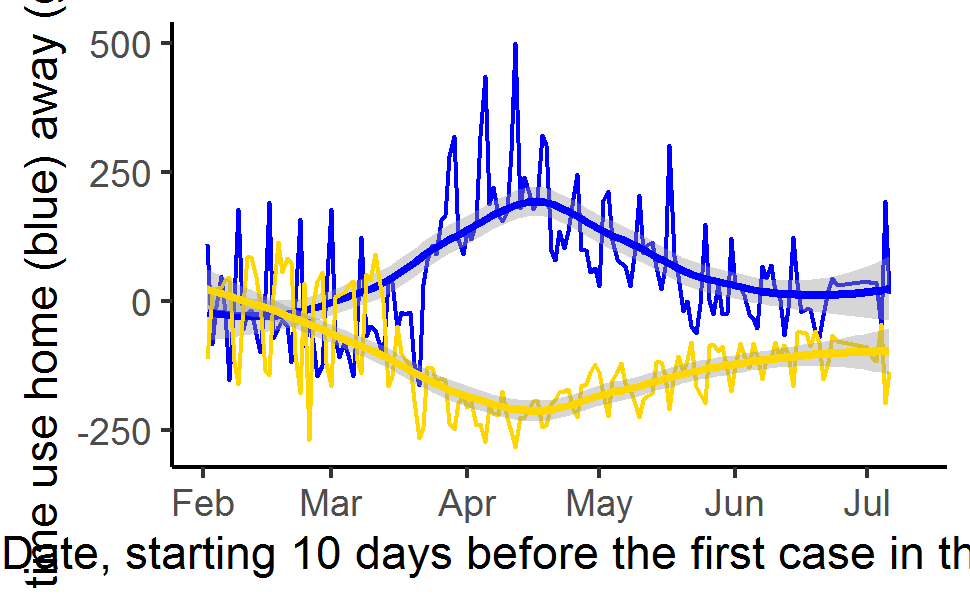 time use home (blue) away (
500
250
0
-250
Feb Mar Apr May Jun Jul
Date, starting 10 days before the first case in th